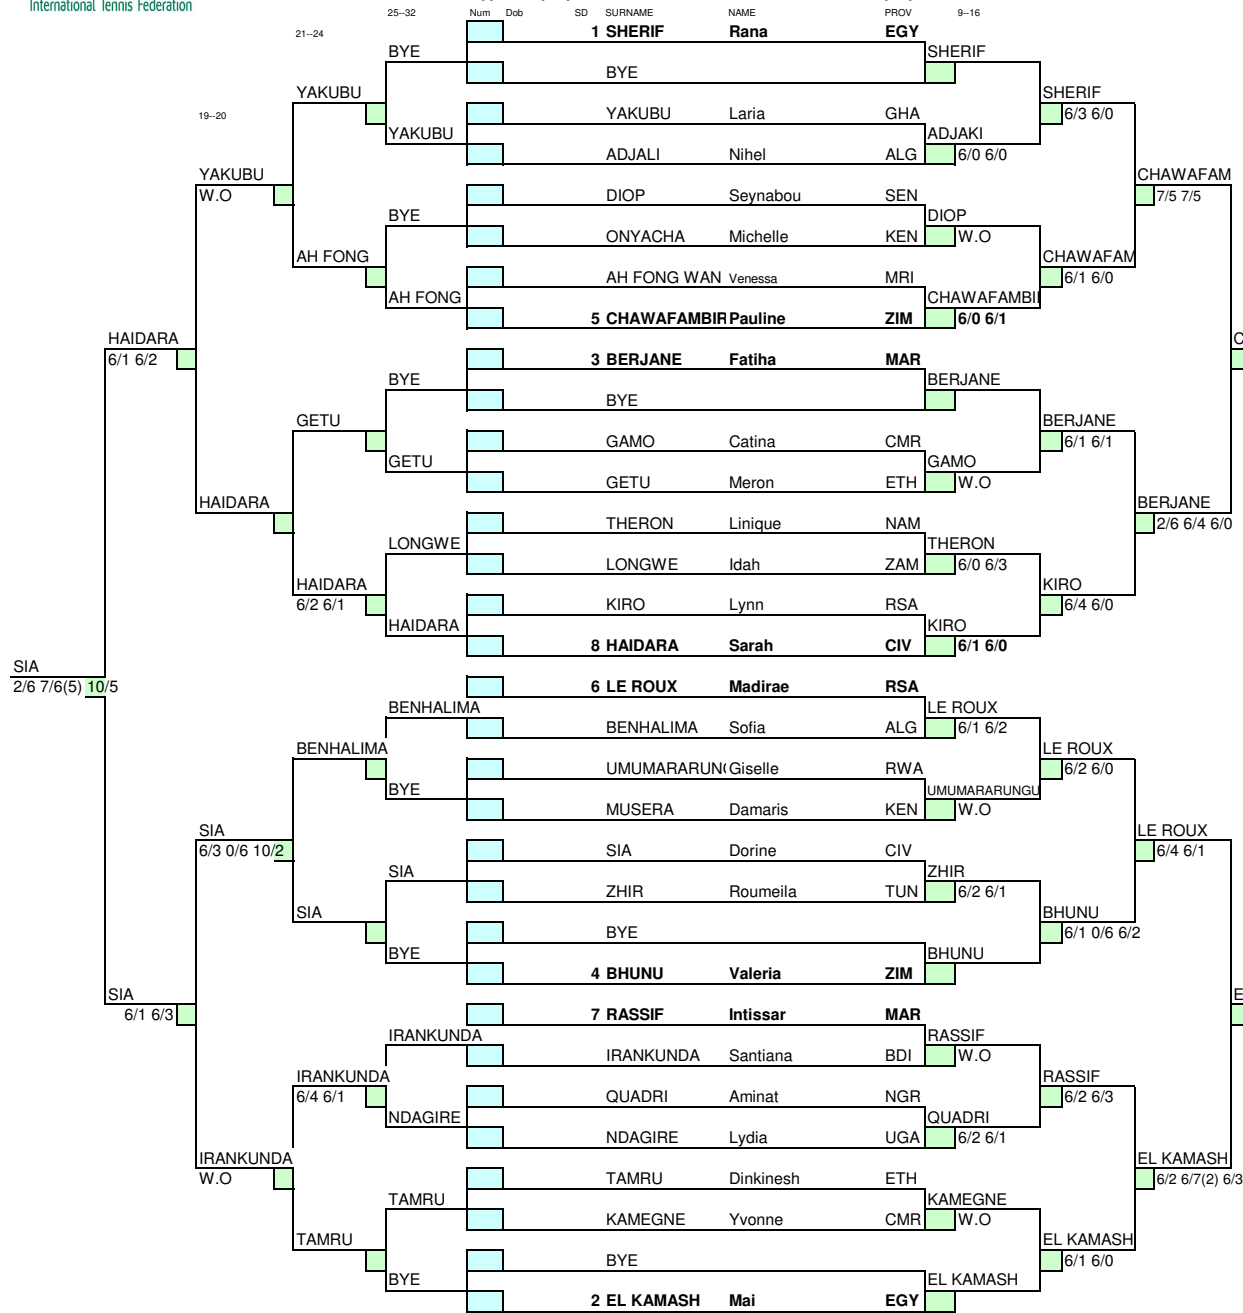 International Tennis Federation
25--32 Num Dob SD SURNAME NAME PROV 9--16
21--24 1 SHERIF Rana EGY
BYE SHERIF
BYE
YAKUBU SHERIF
19--20 YAKUBU Laria GHA 6/3 6/0
YAKUBU ADJAKI
ADJALI Nihel ALG 6/0 6/0
YAKUBU CHAWAFAM
W.O DIOP Seynabou SEN 7/5 7/5
BYE DIOP
ONYACHA Michelle KEN W.O
AH FONG CHAWAFAM
AH FONG WAN Venessa MRI 6/1 6/0
AH FONG CHAWAFAMBII
5 CHAWAFAMBIR Pauline ZIM 6/0 6/1
HAIDARA
6/1 6/2 3 BERJANE Fatiha MAR C
BYE BERJANE
BYE
GETU BERJANE
GAMO Catina CMR 6/1 6/1
GETU GAMO
GETU Meron ETH W.O
HAIDARA BERJANE
THERON Linique NAM 2/6 6/4 6/0
LONGWE THERON
LONGWE Idah ZAM 6/0 6/3
HAIDARA KIRO
6/2 6/1 KIRO Lynn RSA 6/4 6/0
HAIDARA KIRO
8 HAIDARA Sarah CIV 6/1 6/0
SIA
2/6 7/6(5) 10/5 6 LE ROUX Madirae RSA
BENHALIMA LE ROUX
BENHALIMA Sofia ALG 6/1 6/2
BENHALIMA LE ROUX
UMUMARARUN( Giselle RWA 6/2 6/0
BYE UMUMARARUNGU
MUSERA Damaris KEN W.O
SIA LE ROUX
6/3 0/6 10/2 SIA Dorine CIV 6/4 6/1
SIA ZHIR
ZHIR Roumeila TUN 6/2 6/1
SIA BHUNU
BYE 6/1 0/6 6/2
BYE BHUNU
4 BHUNU Valeria ZIM
SIA E
6/1 6/3 7 RASSIF Intissar MAR
IRANKUNDA RASSIF
IRANKUNDA Santiana BDI W.O
IRANKUNDA RASSIF
6/4 6/1 QUADRI Aminat NGR 6/2 6/3
NDAGIRE QUADRI
NDAGIRE Lydia UGA 6/2 6/1
IRANKUNDA EL KAMASH
W.O TAMRU Dinkinesh ETH 6/2 6/7(2) 6/3
TAMRU KAMEGNE
KAMEGNE Yvonne CMR W.O
TAMRU EL KAMASH
BYE 6/1 6/0
BYE EL KAMASH
2 EL KAMASH Mai EGY